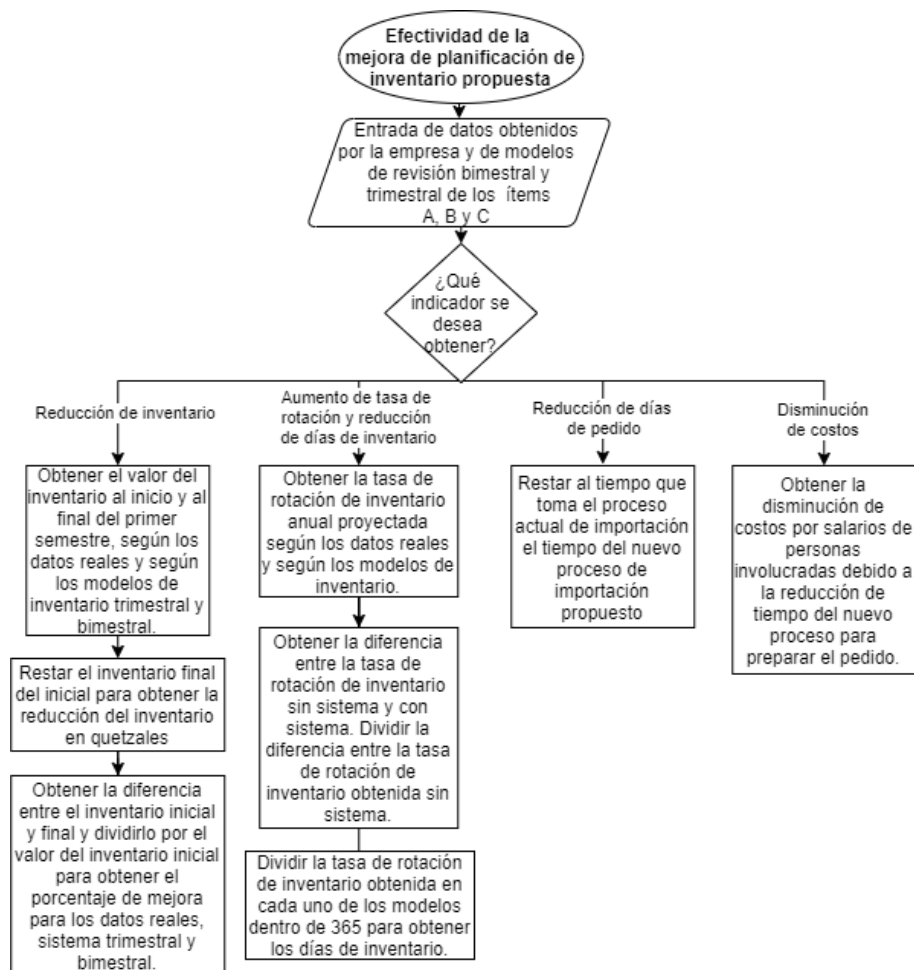 Efectividad de la
mejora de planificación de
inventario propuesta
Entrada de datos obtenidos
por la empresa y de modelos
de revisión bimestral y
trimestral de los ítems
A, B y C
¿Qué
indicador se
desea
obtener?
Reducción de inventario
Obtener el valor del
inventario al inicio y al
final del primer
semestre, según los
datos reales y según
los modelos de
inventario trimestral y
bimestral.
Restar el inventario final
del inicial para obtener la
reducción del inventario
en quetzales
Obtener la diferencia
entre el inventario inicial
y final y dividirlo por el
valor del inventario inicial
para obtener el
porcentaje de mejora
para los datos reales,
sistema trimestral y
bimestral.
Aumento de tasa de
rotación y reducción
de días de inventario
Obtener la tasa de
rotación de inventario
anual proyectada
según los datos reales
y según los modelos de
inventario.
Obtener la diferencia
entre la tasa de
rotación de inventario
sin sistema y con
sistema. Dividir la
diferencia entre la tasa
de rotación de
inventario obtenida sin
sistema.
Dividir la tasa de rotación
de inventario obtenida en
cada uno de los modelos
dentro de 365 para obtener
los días de inventario.
Reducción de días
de pedido
Restar al tiempo que
toma el proceso
actual de importación
el tiempo del nuevo
proceso de
importación
propuesto
Disminución
de costos
Obtener la
disminución de
costos por salarios de
personas
involucradas debido a
la reducción de
tiempo del nuevo
proceso para
preparar el pedido.